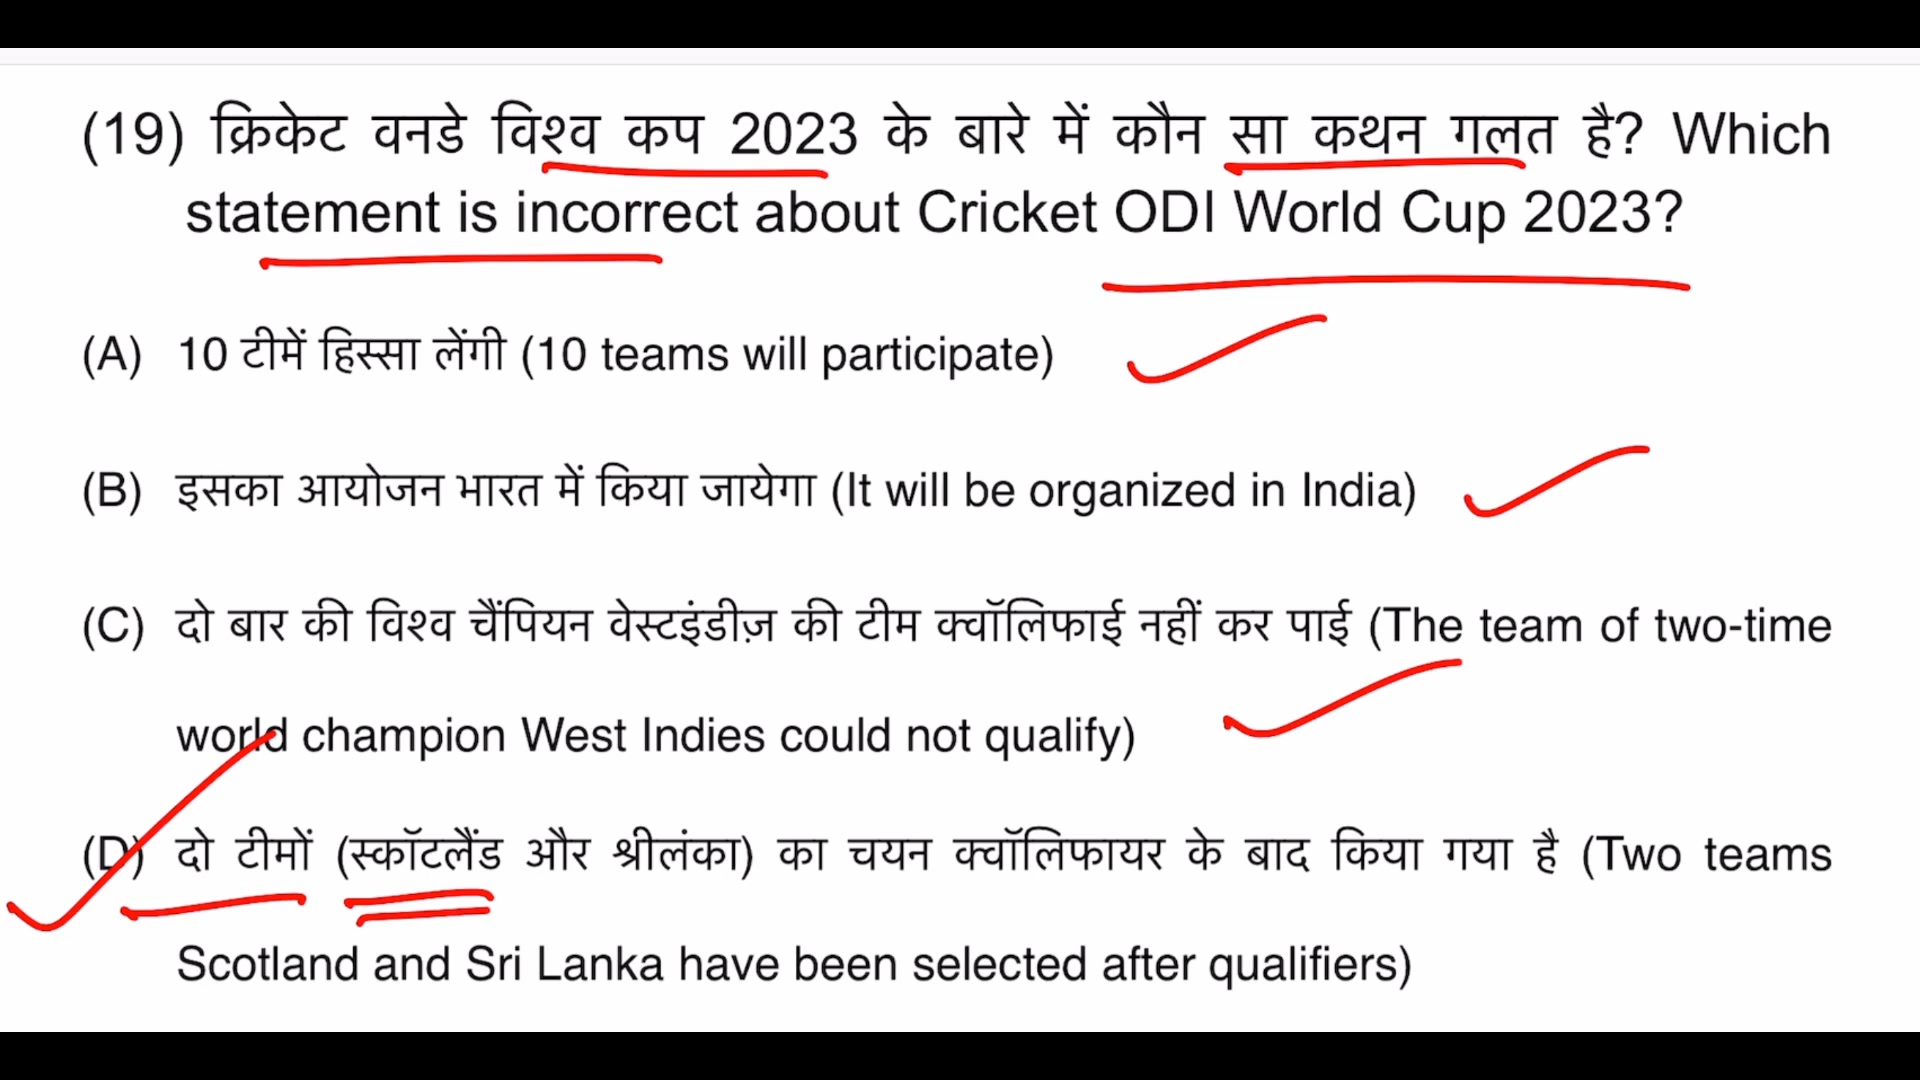 (19) क्रिकेट वनडे विश्व कप 2023 के बारे में कौन सा कथन गलत है? Which
statement is incorrect about Cricket ODI World Cup 2023?
(A) 10 टीमें हिस्सा लेंगी (10 teams will participate)
(B) इसका आयोजन भारत में किया जायेगा (It will be organized in India)
(C) दो बार की विश्व चैंपियन वेस्टइंडीज़ की टीम क्वॉलिफाई नहीं कर पाई (The team of two-time
world champion West Indies could not qualify)
(D) दो टीमों (स्कॉटलैंड और श्रीलंका) का चयन क्वॉलिफायर के बाद किया गया है (Two teams
Scotland and Sri Lanka have been selected after qualifiers)